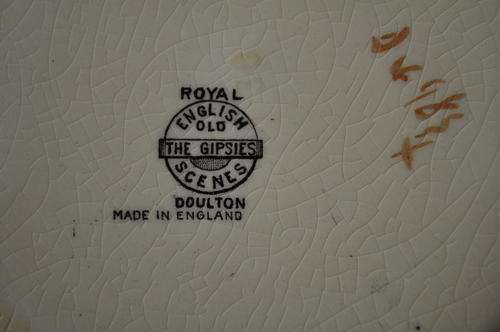 ROYAL
ENGLISH
OLD
THE GIPSIES
SCENES
DOULTON
MADE IN ENGLAND